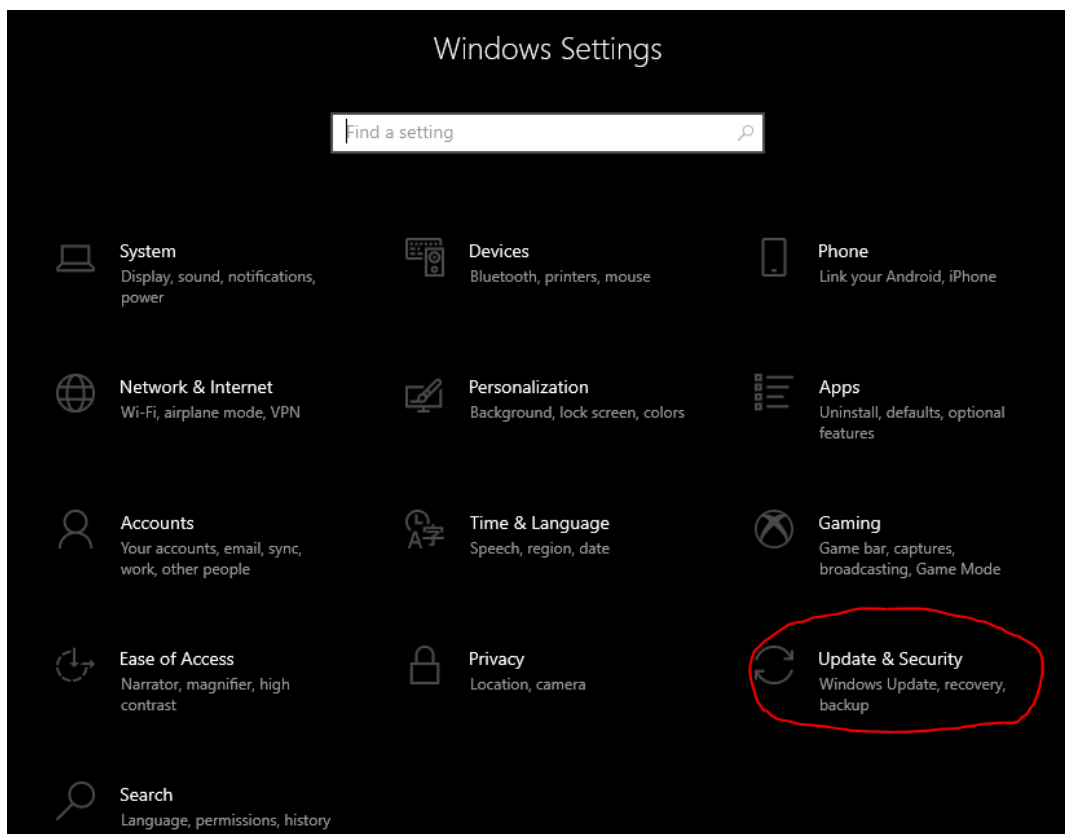 Windows Settings
Find a setting
System
Display, sound, notifications,
power
Devices
Bluetooth, printers, mouse
Phone
Link your Android, iPhone
Network & Internet
Wi-Fi, airplane mode, VPN
Personalization
Background, lock screen, colors
Apps
Uninstall, defaults, optional
features
Accounts
Your accounts, email, sync,
work, other people
Time & Language
Speech, region, date
Gaming
Game bar, captures,
broadcasting, Game Mode
Ease of Access
Narrator, magnifier, high
contrast
Privacy
Location, camera
Update & Security
Windows Update, recovery,
backup
Search
Language, permissions, history